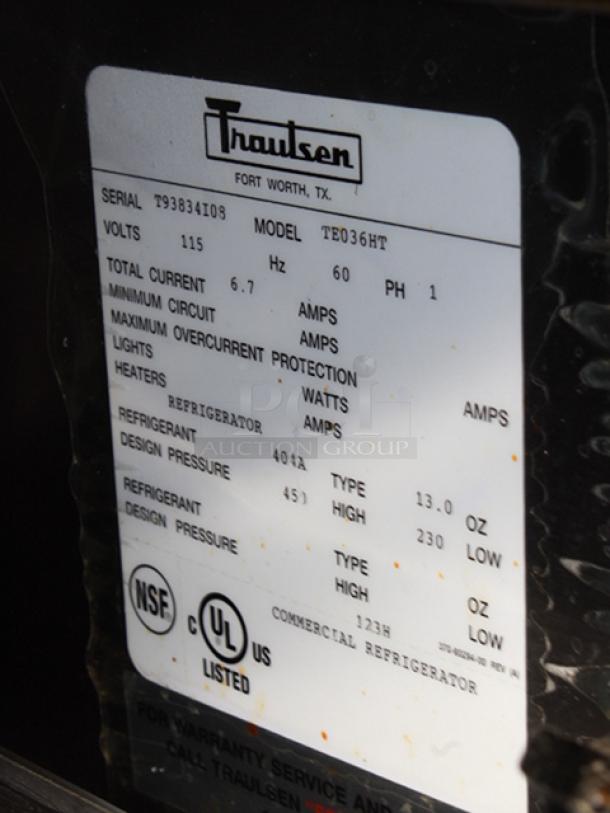 Traulsen
FORT WORTH, TX.
SERIAL T93834I08 MODEL TE036HT
VOLTS 115 Hz 60 PH 1
TOTAL CURRENT 6.7 AMPS
MINIMUM CIRCUIT AMPS
MAXIMUM OVERCURRENT PROTECTION AMPS
LIGHTS WATTS
HEATERS AMPS
REFRIGERATOR
REFRIGERANT 404A TYPE 13.0 OZ
DESIGN PRESSURE HIGH 230 LOW
REFRIGERANT TYPE OZ
DESIGN PRESSURE HIGH LOW
123H
COMMERCIAL REFRIGERATOR
NSF
C UL US
LISTED
AUCTION GROUP
FOR WARRANTY SERVICE AND
CALL TRAULSEN